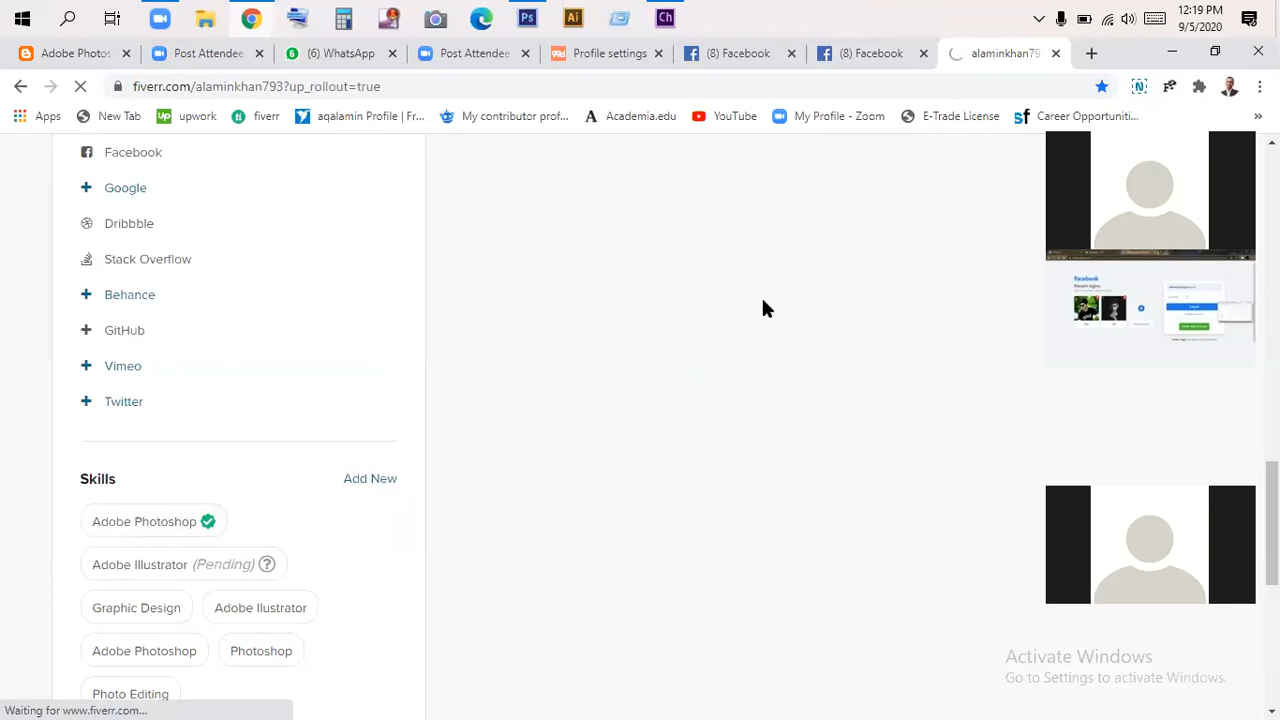 12:19 PM
9/5/2020
Adobe Photos
Post Attendee
(6) WhatsApp
Post Attendee
Profile settings
(8) Facebook
(8) Facebook
alaminkhan793
fiverr.com/alaminkhan793?up_rollout=true
Apps
New Tab
upwork
fiverr
aqalamin Profile | Fr...
My contributor prof...
Academia.edu
YouTube
My Profile - Zoom
E-Trade License
Career Opportuniti...
Facebook
Google
Dribbble
Stack Overflow
Behance
GitHub
Vimeo
Twitter
Skills
Add New
Adobe Photoshop
Adobe Illustrator (Pending)
Graphic Design
Adobe Ilustrator
Adobe Photoshop
Photoshop
Photo Editing
Facebook
Activate Windows
Go to Settings to activate Windows.
Waiting for www.fiverr.com...